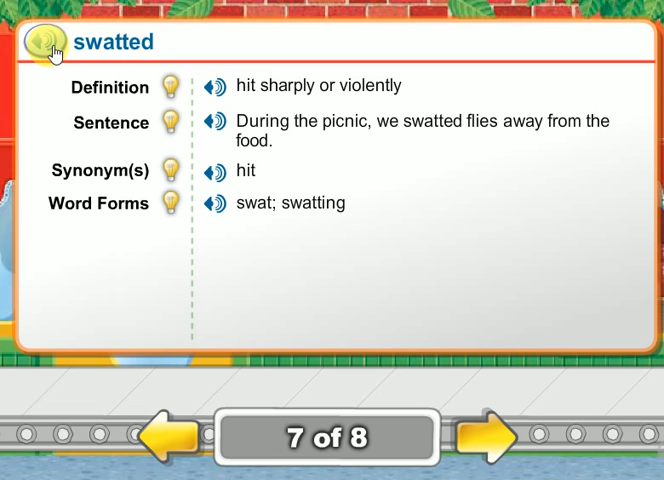 swatted
Definition hit sharply or violently
Sentence During the picnic, we swatted flies away from the
food.
Synonym(s) hit
Word Forms swat; swatting
7 of 8